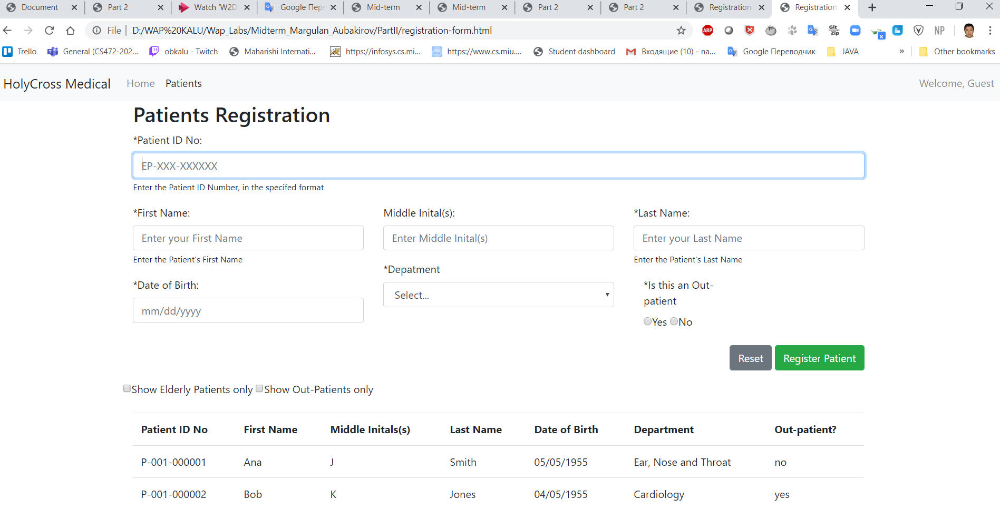 Document Part 2 Watch 'W2D Google Пере Mid-term Mid-term Part 2 Part 2 Registration Registration
File D:/WAP%20KALU/Wap_Labs/Midterm_Margulan_Aubakirov/PartII/registration-form.html ABP Git Zip x NP
Trello General (CS472-202... obkalu - Twitch Maharishi Internati... https://infosys.cs.mi... https://www.cs.miu.... Student dashboard Входящие (10) - na... Google Переводчик JAVA » Other bookmarks
HolyCross Medical Home Patients Welcome, Guest
Patients Registration
*Patient ID No:
EP-XXX-XXXXXX
Enter the Patient ID Number, in the specifed format
*First Name: Middle Inital(s): *Last Name:
Enter your First Name Enter Middle Inital(s) Enter your Last Name
Enter the Patient's First Name Enter the Patient's Last Name
*Depatment
*Date of Birth: *Is this an Out-
patient
Select...
mm/dd/yyyy
Yes No
Reset Register Patient
Show Elderly Patients only Show Out-Patients only
Patient ID No First Name Middle Initals(s) Last Name Date of Birth Department Out-patient?
P-001-000001 Ana J Smith 05/05/1955 Ear, Nose and Throat no
P-001-000002 Bob K Jones 04/05/1955 Cardiology yes